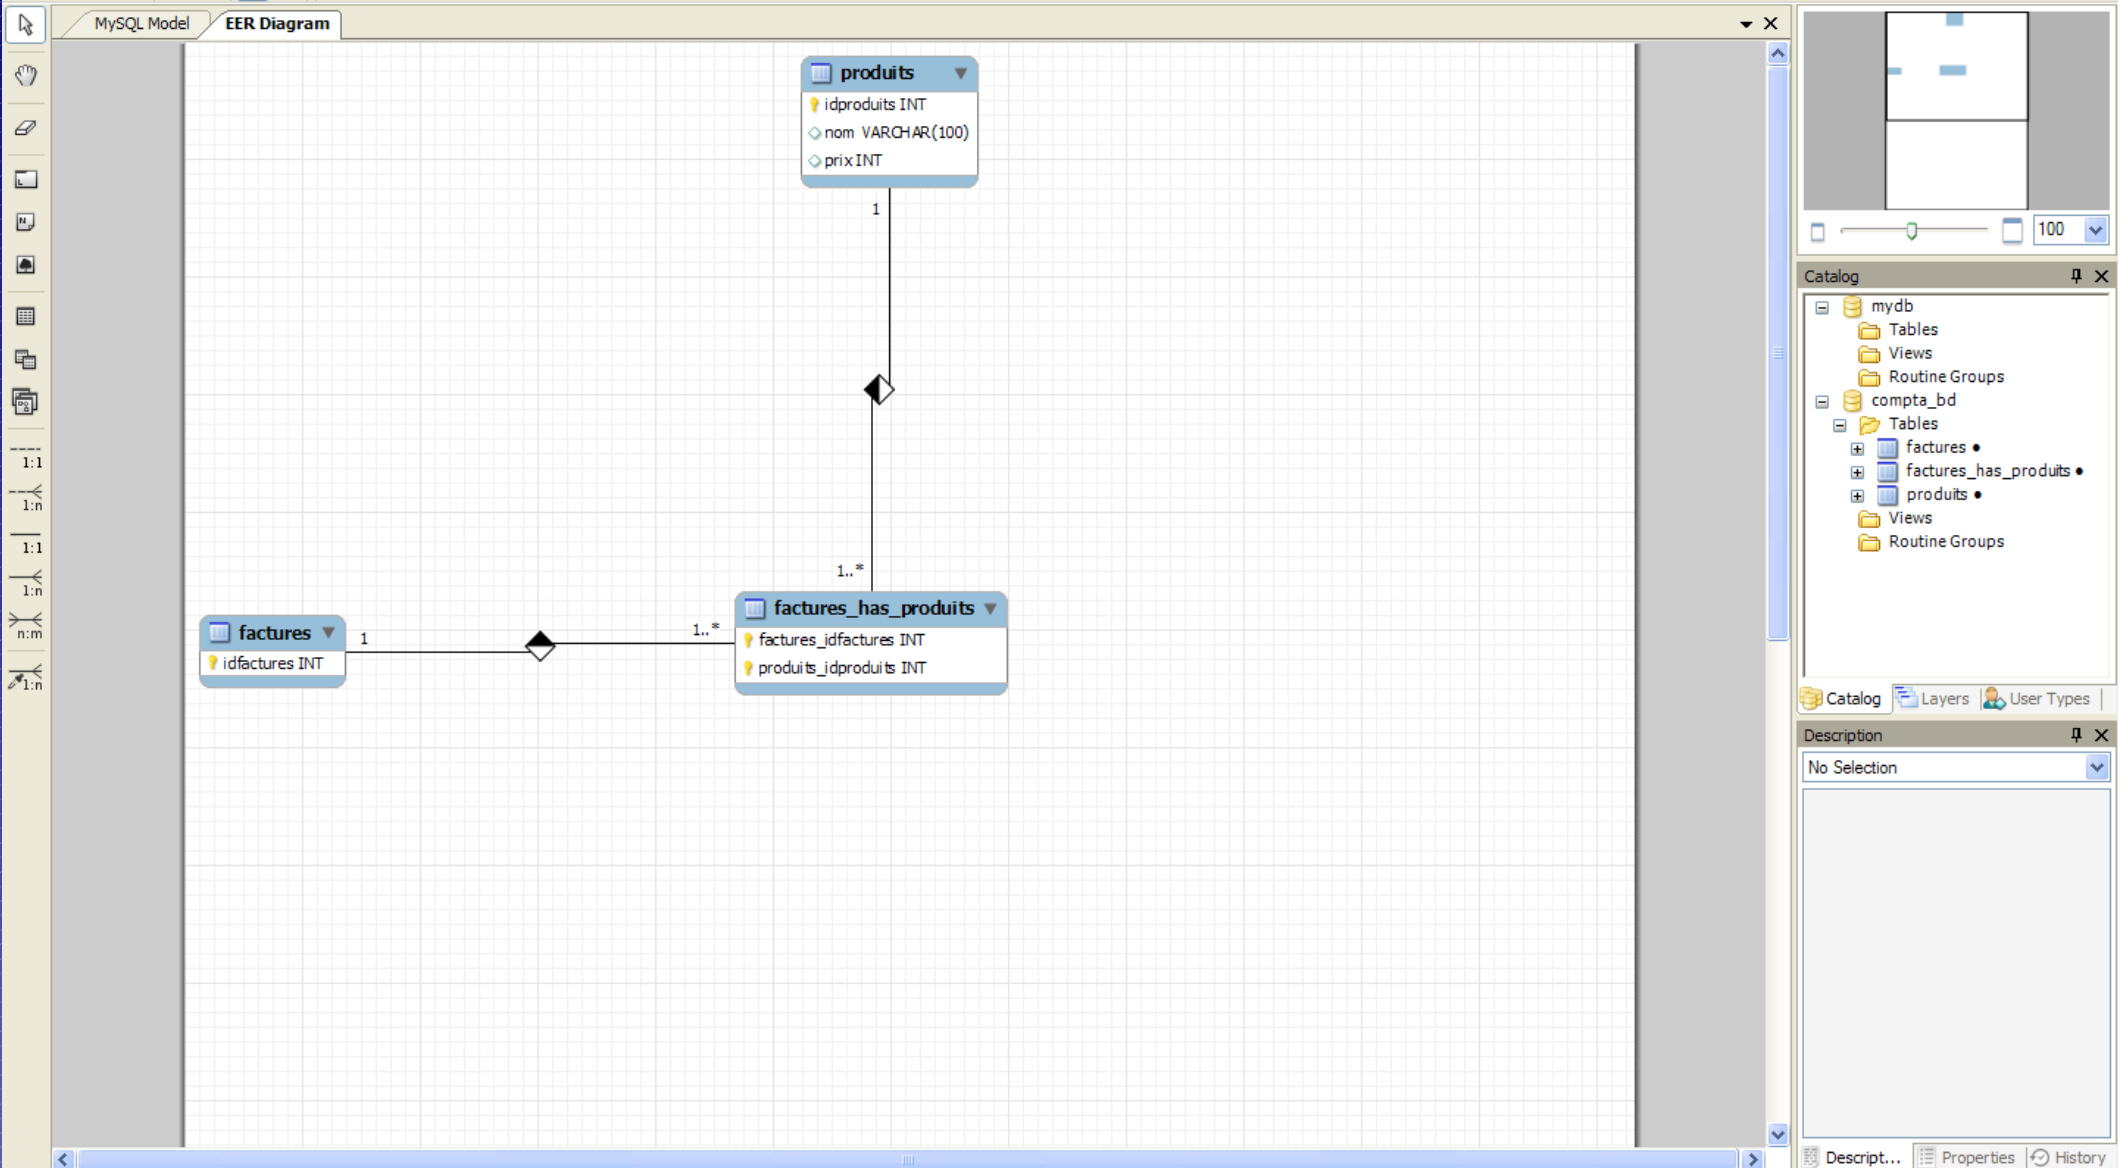 MySQL Model
EER Diagram
produits
idproduits INT
nom VARCHAR(100)
prix INT
1
1..*
factures
idfactures INT
1
1..*
factures_has_produits
factures_idfactures INT
produits_idproduits INT
1:1
1:n
1:1
1:n
n:m
1:n
100
Catalog
mydb
Tables
Views
Routine Groups
compta_bd
Tables
factures
factures_has_produits
produits
Views
Routine Groups
Catalog
Layers
User Types
Description
No Selection
Descript...
Properties
History